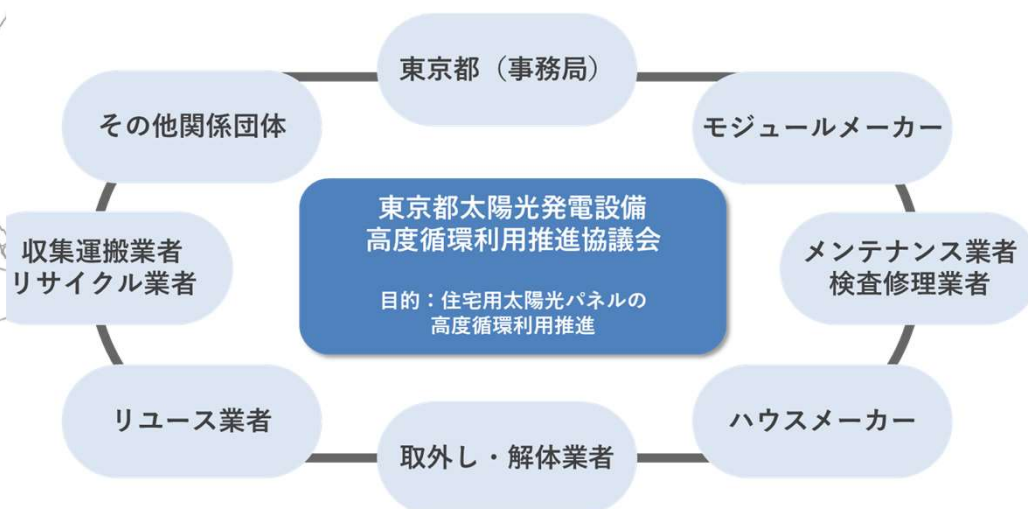 東京都（事務局）
モジュールメーカー
メンテナンス業者
検査修理業者
ハウスメーカー
取外し・解体業者
リユース業者
収集運搬業者
リサイクル業者
その他関係団体
東京都太陽光発電設備
高度循環利用推進協議会
目的：住宅用太陽光パネルの
高度循環利用推進